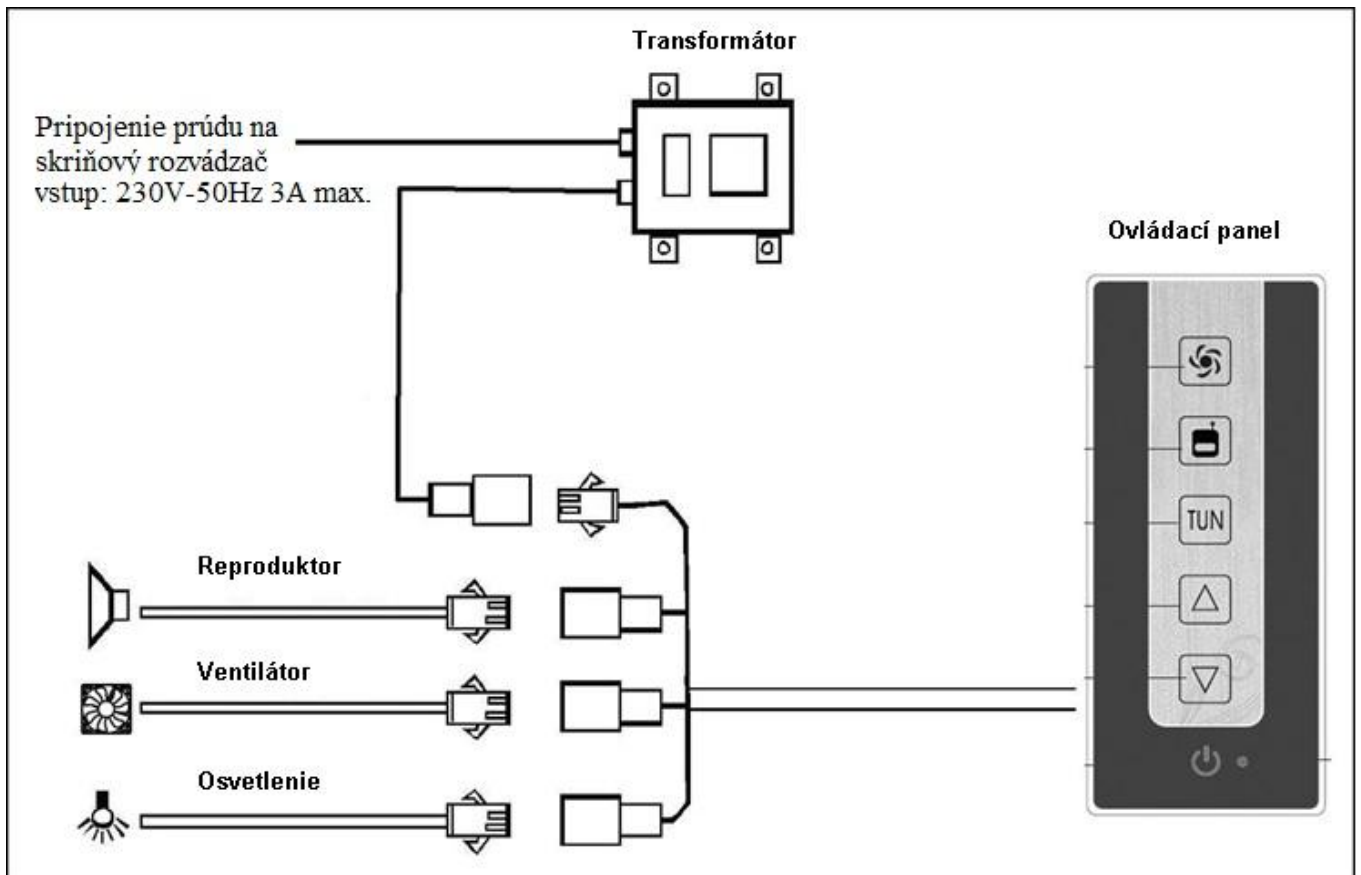 Transformátor
Pripojenie prúdu na
skriňový rozvádzač
vstup: 230V-50Hz 3A max.
Ovládací panel
TUN
Reproduktor
Ventilátor
Osvetlenie